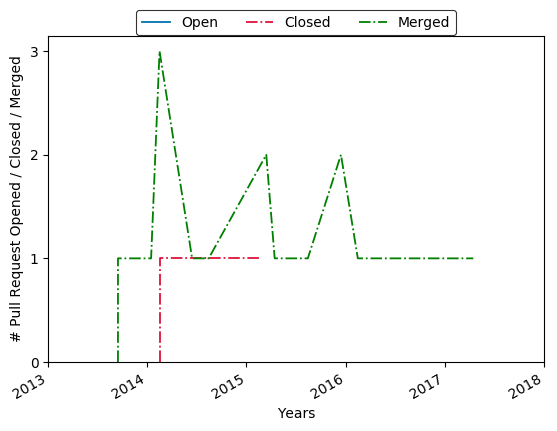 Open Closed Merged
# Pull Request Opened / Closed / Merged
3
2
1
0
2013 2014 2015 2016 2017 2018
Years